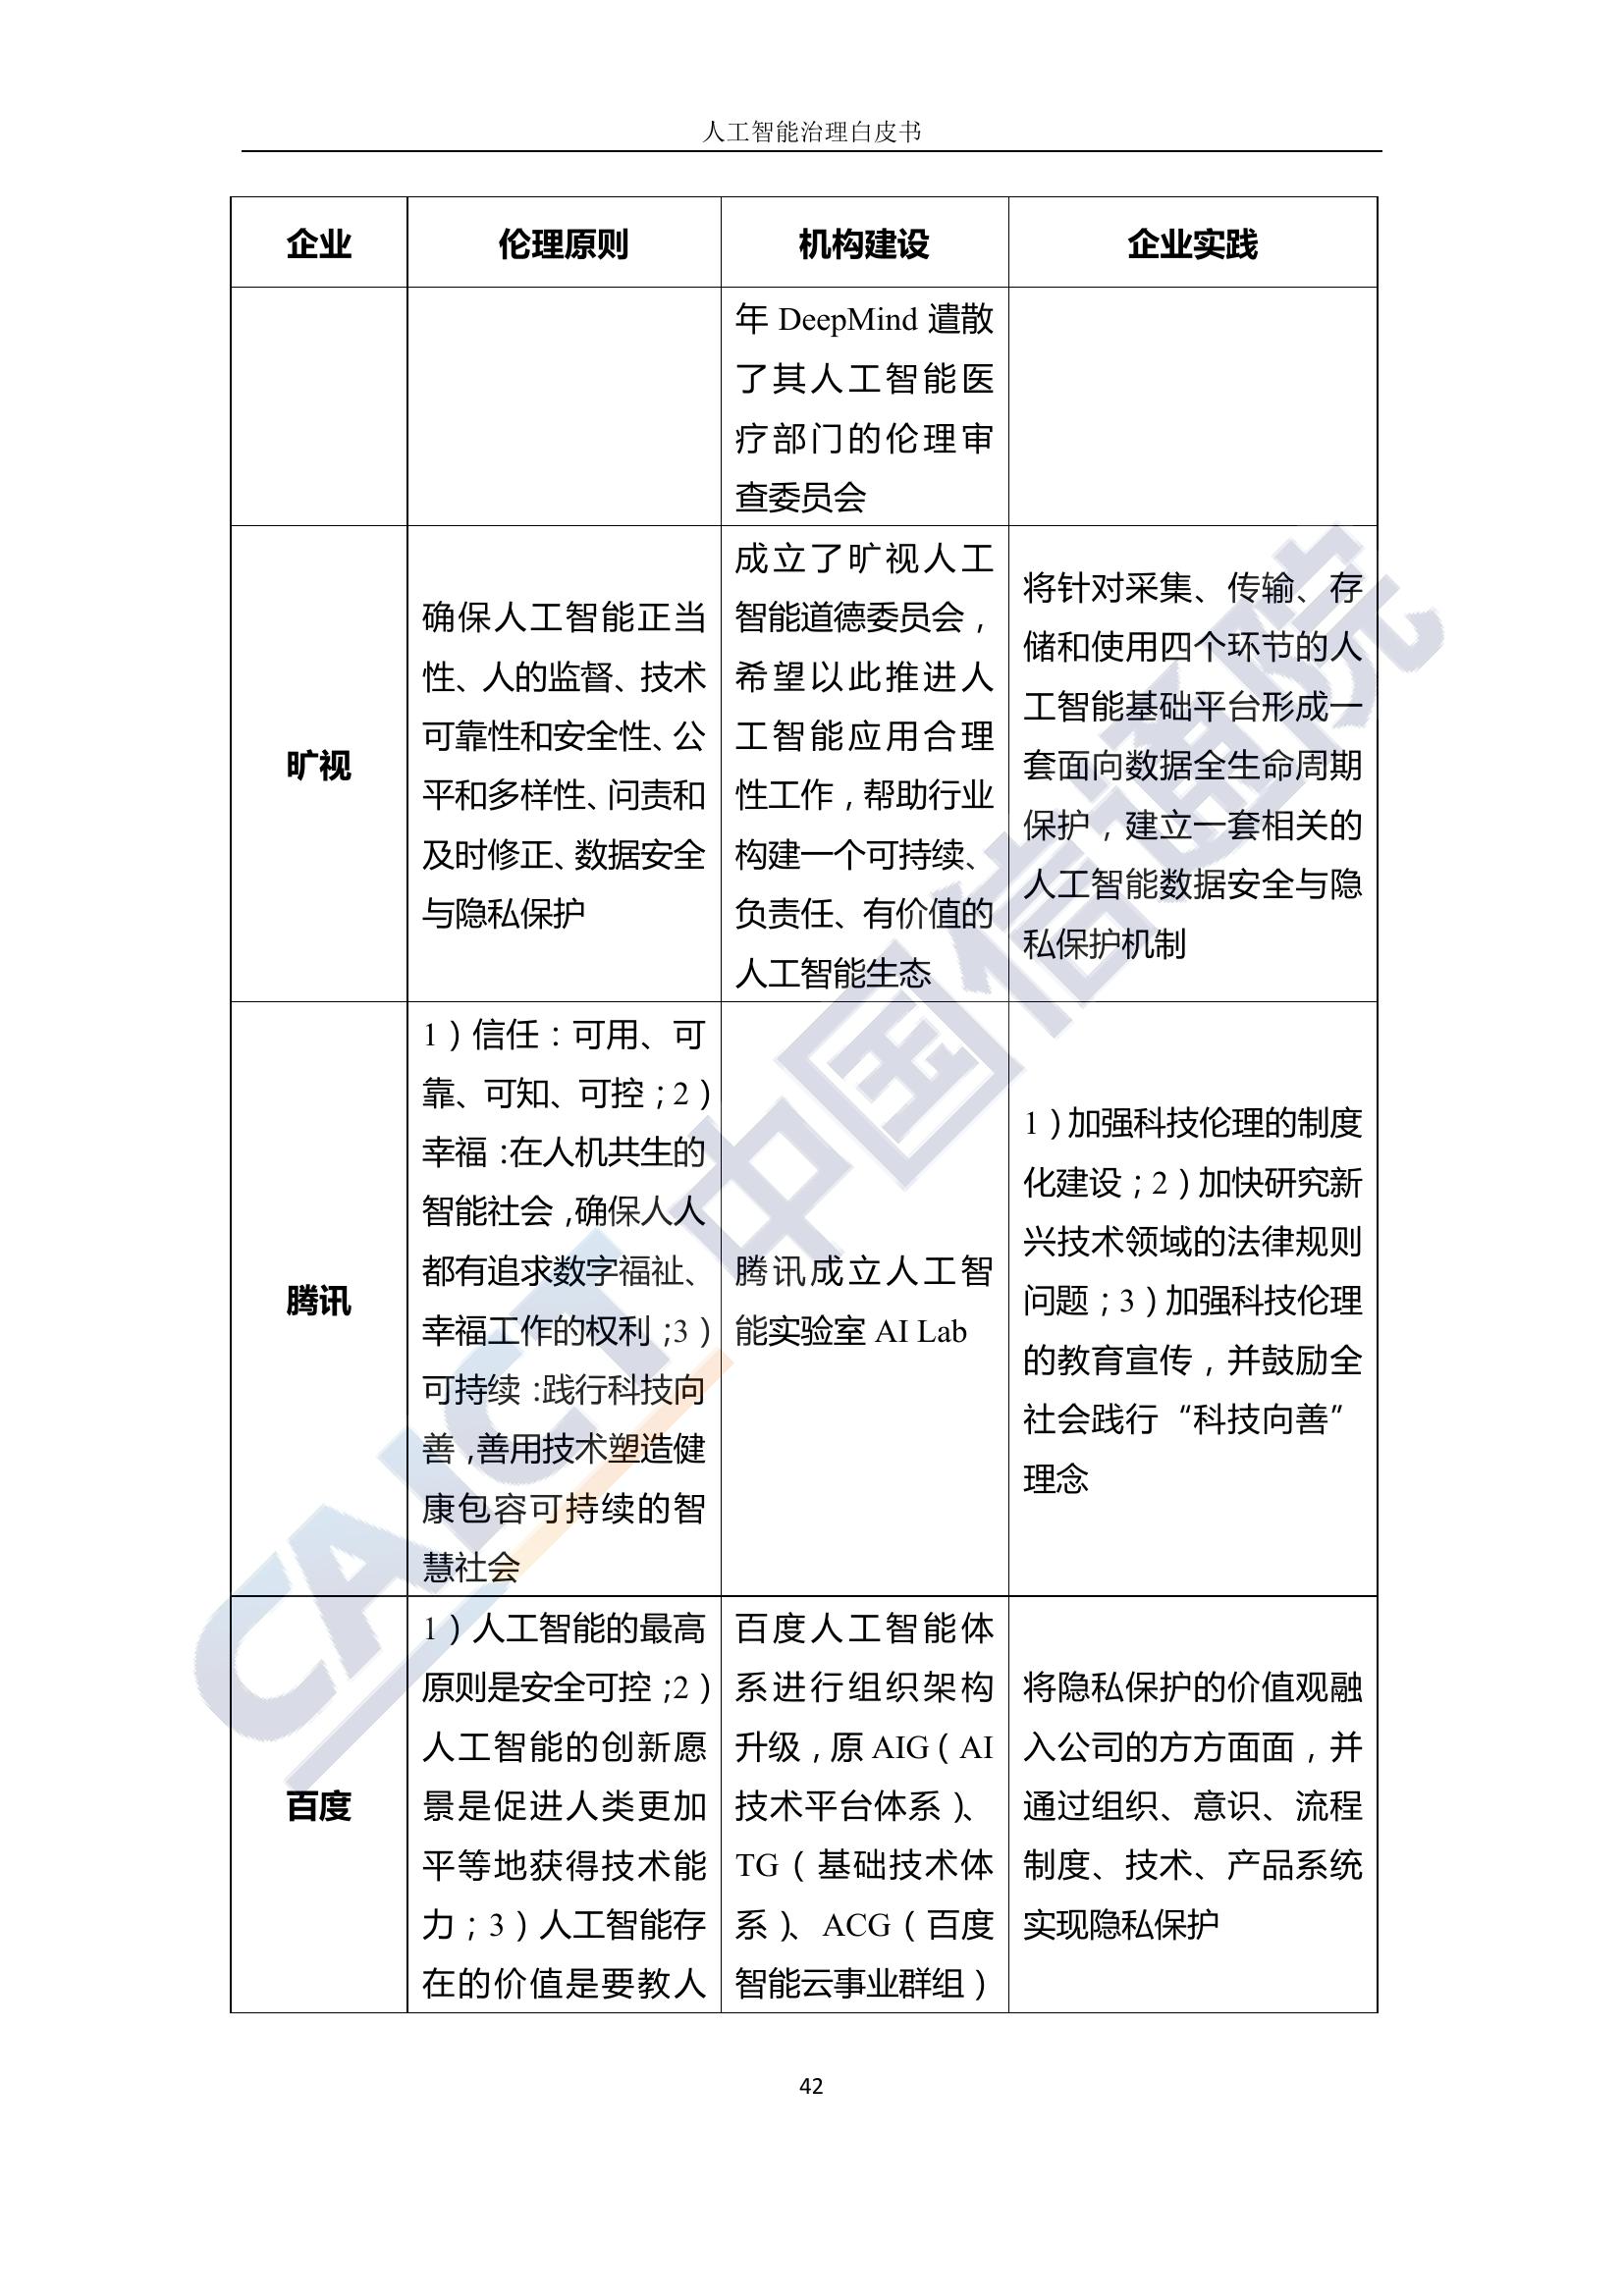 人工智能治理白皮书
企业
伦理原则
机构建设
企业实践
年 DeepMind 遣散
了其人工智能医
疗部门的伦理审
查委员会
旷视
确保人工智能正当
性、人的监督、技术
可靠性和安全性、公
平和多样性、问责和
及时修正、数据安全
与隐私保护
成立了旷视人工
智能道德委员会，
希望以此推进人
工智能应用合理
性工作，帮助行业
构建一个可持续、
负责任、有价值的
人工智能生态
将针对采集、传输、存
储和使用四个环节的人
工智能基础平台形成一
套面向数据全生命周期
保护，建立一套相关的
人工智能数据安全与隐
私保护机制
腾讯
1）信任：可用、可
靠、可知、可控；2）
幸福：在人机共生的
智能社会，确保人人
都有追求数字福祉、
幸福工作的权利；3）
可持续：践行科技向
善，善用技术塑造健
康包容可持续的智
慧社会
腾讯成立人工智
能实验室 AI Lab
1）加强科技伦理的制度
化建设；2）加快研究新
兴技术领域的法律规则
问题；3）加强科技伦理
的教育宣传，并鼓励全
社会践行“科技向善”
理念
百度
1）人工智能的最高
原则是安全可控；2）
人工智能的创新愿
景是促进人类更加
平等地获得技术能
力；3）人工智能存
在的价值是要教人
百度人工智能体
系进行组织架构
升级，原 AIG（AI
技术平台体系）、
TG（基础技术体
系）、ACG（百度
智能云事业群组）
将隐私保护的价值观融
入公司的方方面面，并
通过组织、意识、流程
制度、技术、产品系统
实现隐私保护
CAICT 中国信通院
42